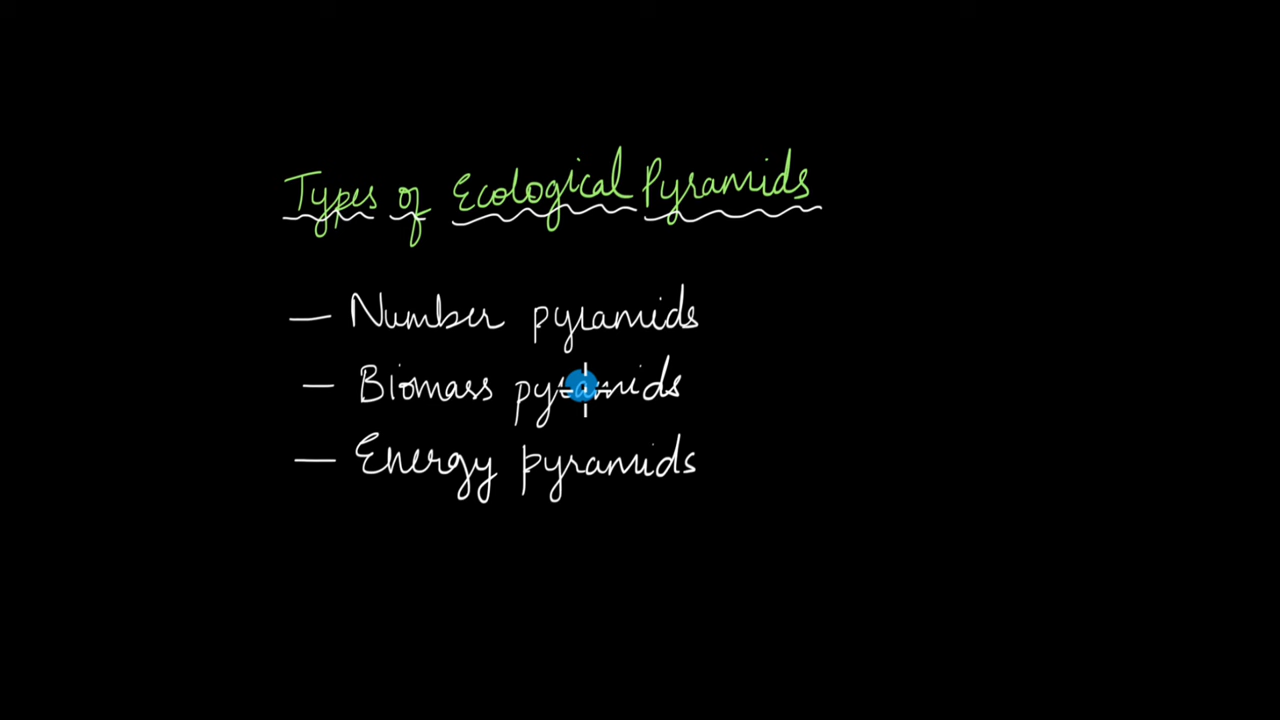 Types of Ecological Pyramids
— Number pyramids
— Biomass pyramids
— Energy pyramids